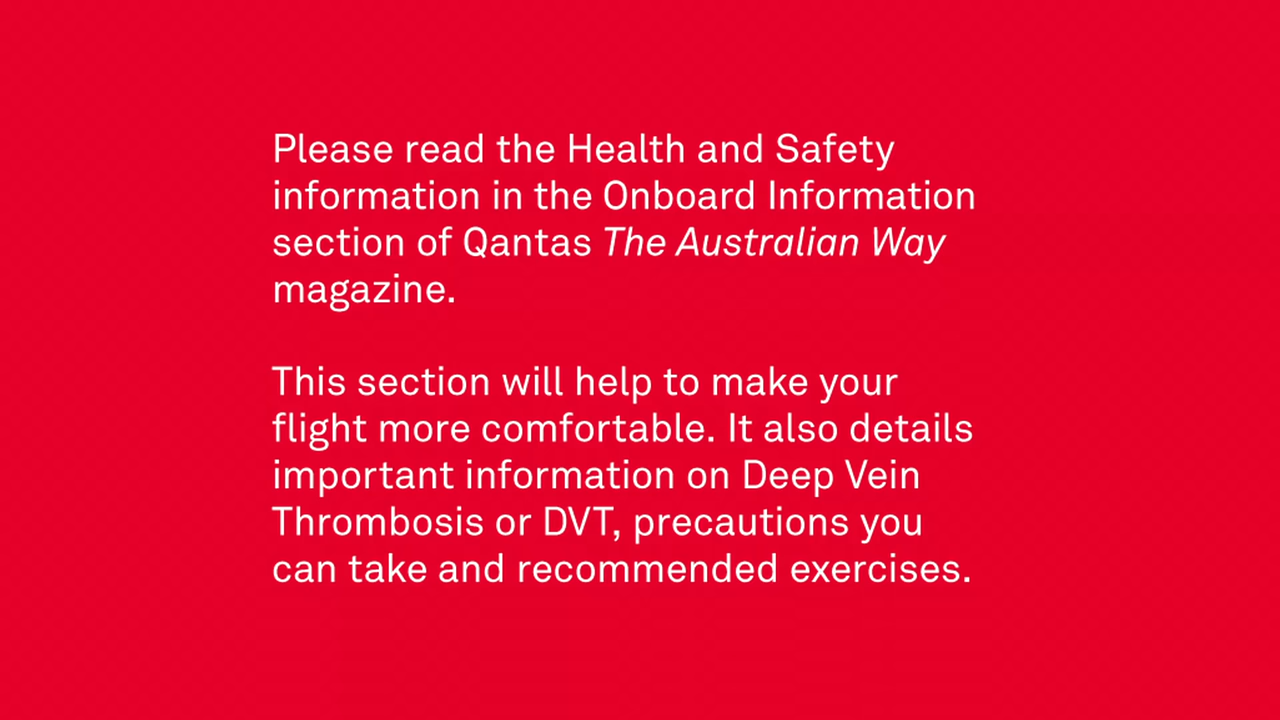 Please read the Health and Safety
information in the Onboard Information
section of Qantas The Australian Way
magazine.
This section will help to make your
flight more comfortable. It also details
important information on Deep Vein
Thrombosis or DVT, precautions you
can take and recommended exercises.